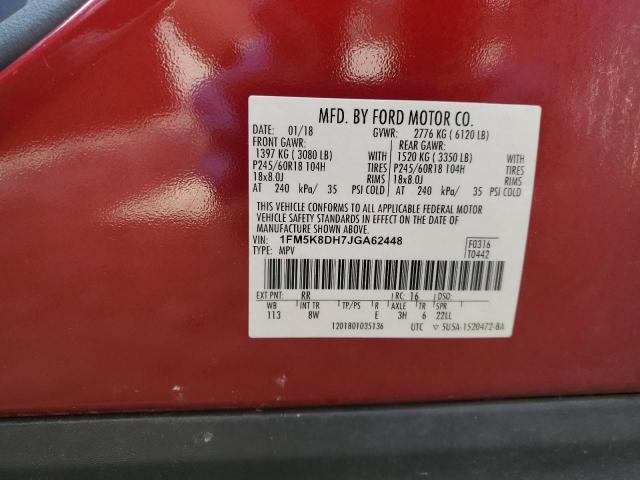 MFD. BY FORD MOTOR CO.
DATE: 01/18 GVWR: 2776 KG ( 6120 LB)
FRONT GAWR: REAR GAWR:
1397 KG ( 3080 LB) WITH 1520 KG ( 3350 LB) WITH
P245/60R18 104H TIRES P245/60R18 104H TIRES
18x8.0J RIMS 18x8.0J RIMS
AT 240 kPa/ 35 PSI COLD AT 240 kPa/ 35 PSI COLD
THIS VEHICLE CONFORMS TO ALL APPLICABLE FEDERAL MOTOR
VEHICLE SAFETY STANDARDS IN EFFECT ON THE DATE OF
MANUFACTURE SHOWN ABOVE.
VIN: 1FM5K8DH7JGA62448 F0316
TYPE: MPV T0442
EXT PNT: RR RC: 16 DSO:
WB INT TR TP/PS R AXLE TR SPR
113 8W E 3H 6 22LL
1201801035136 UTC ▽ 5U5A-1520472-BA